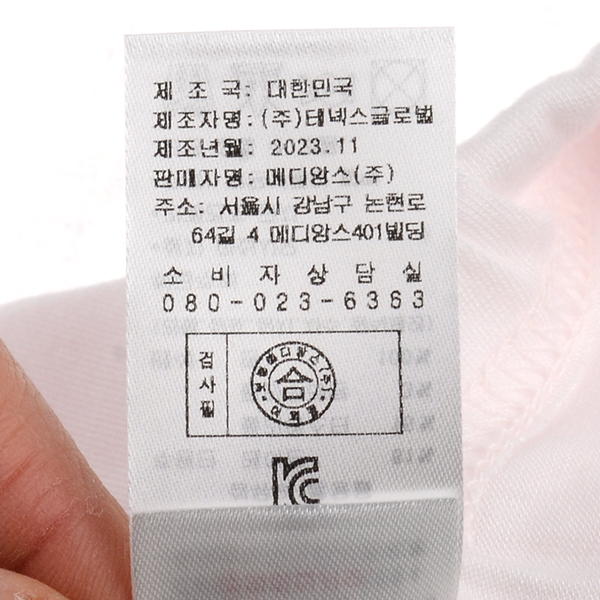 제 조 국: 대한민국
제조자명: (주)테넥스글로벌
제조년월: 2023.11
판매자명: 메디앙스(주)
주소: 서울시 강남구 논현로
64길 4 메디앙스401빌딩
소 비 자 상 담 실
080-023-6363
검사필
합